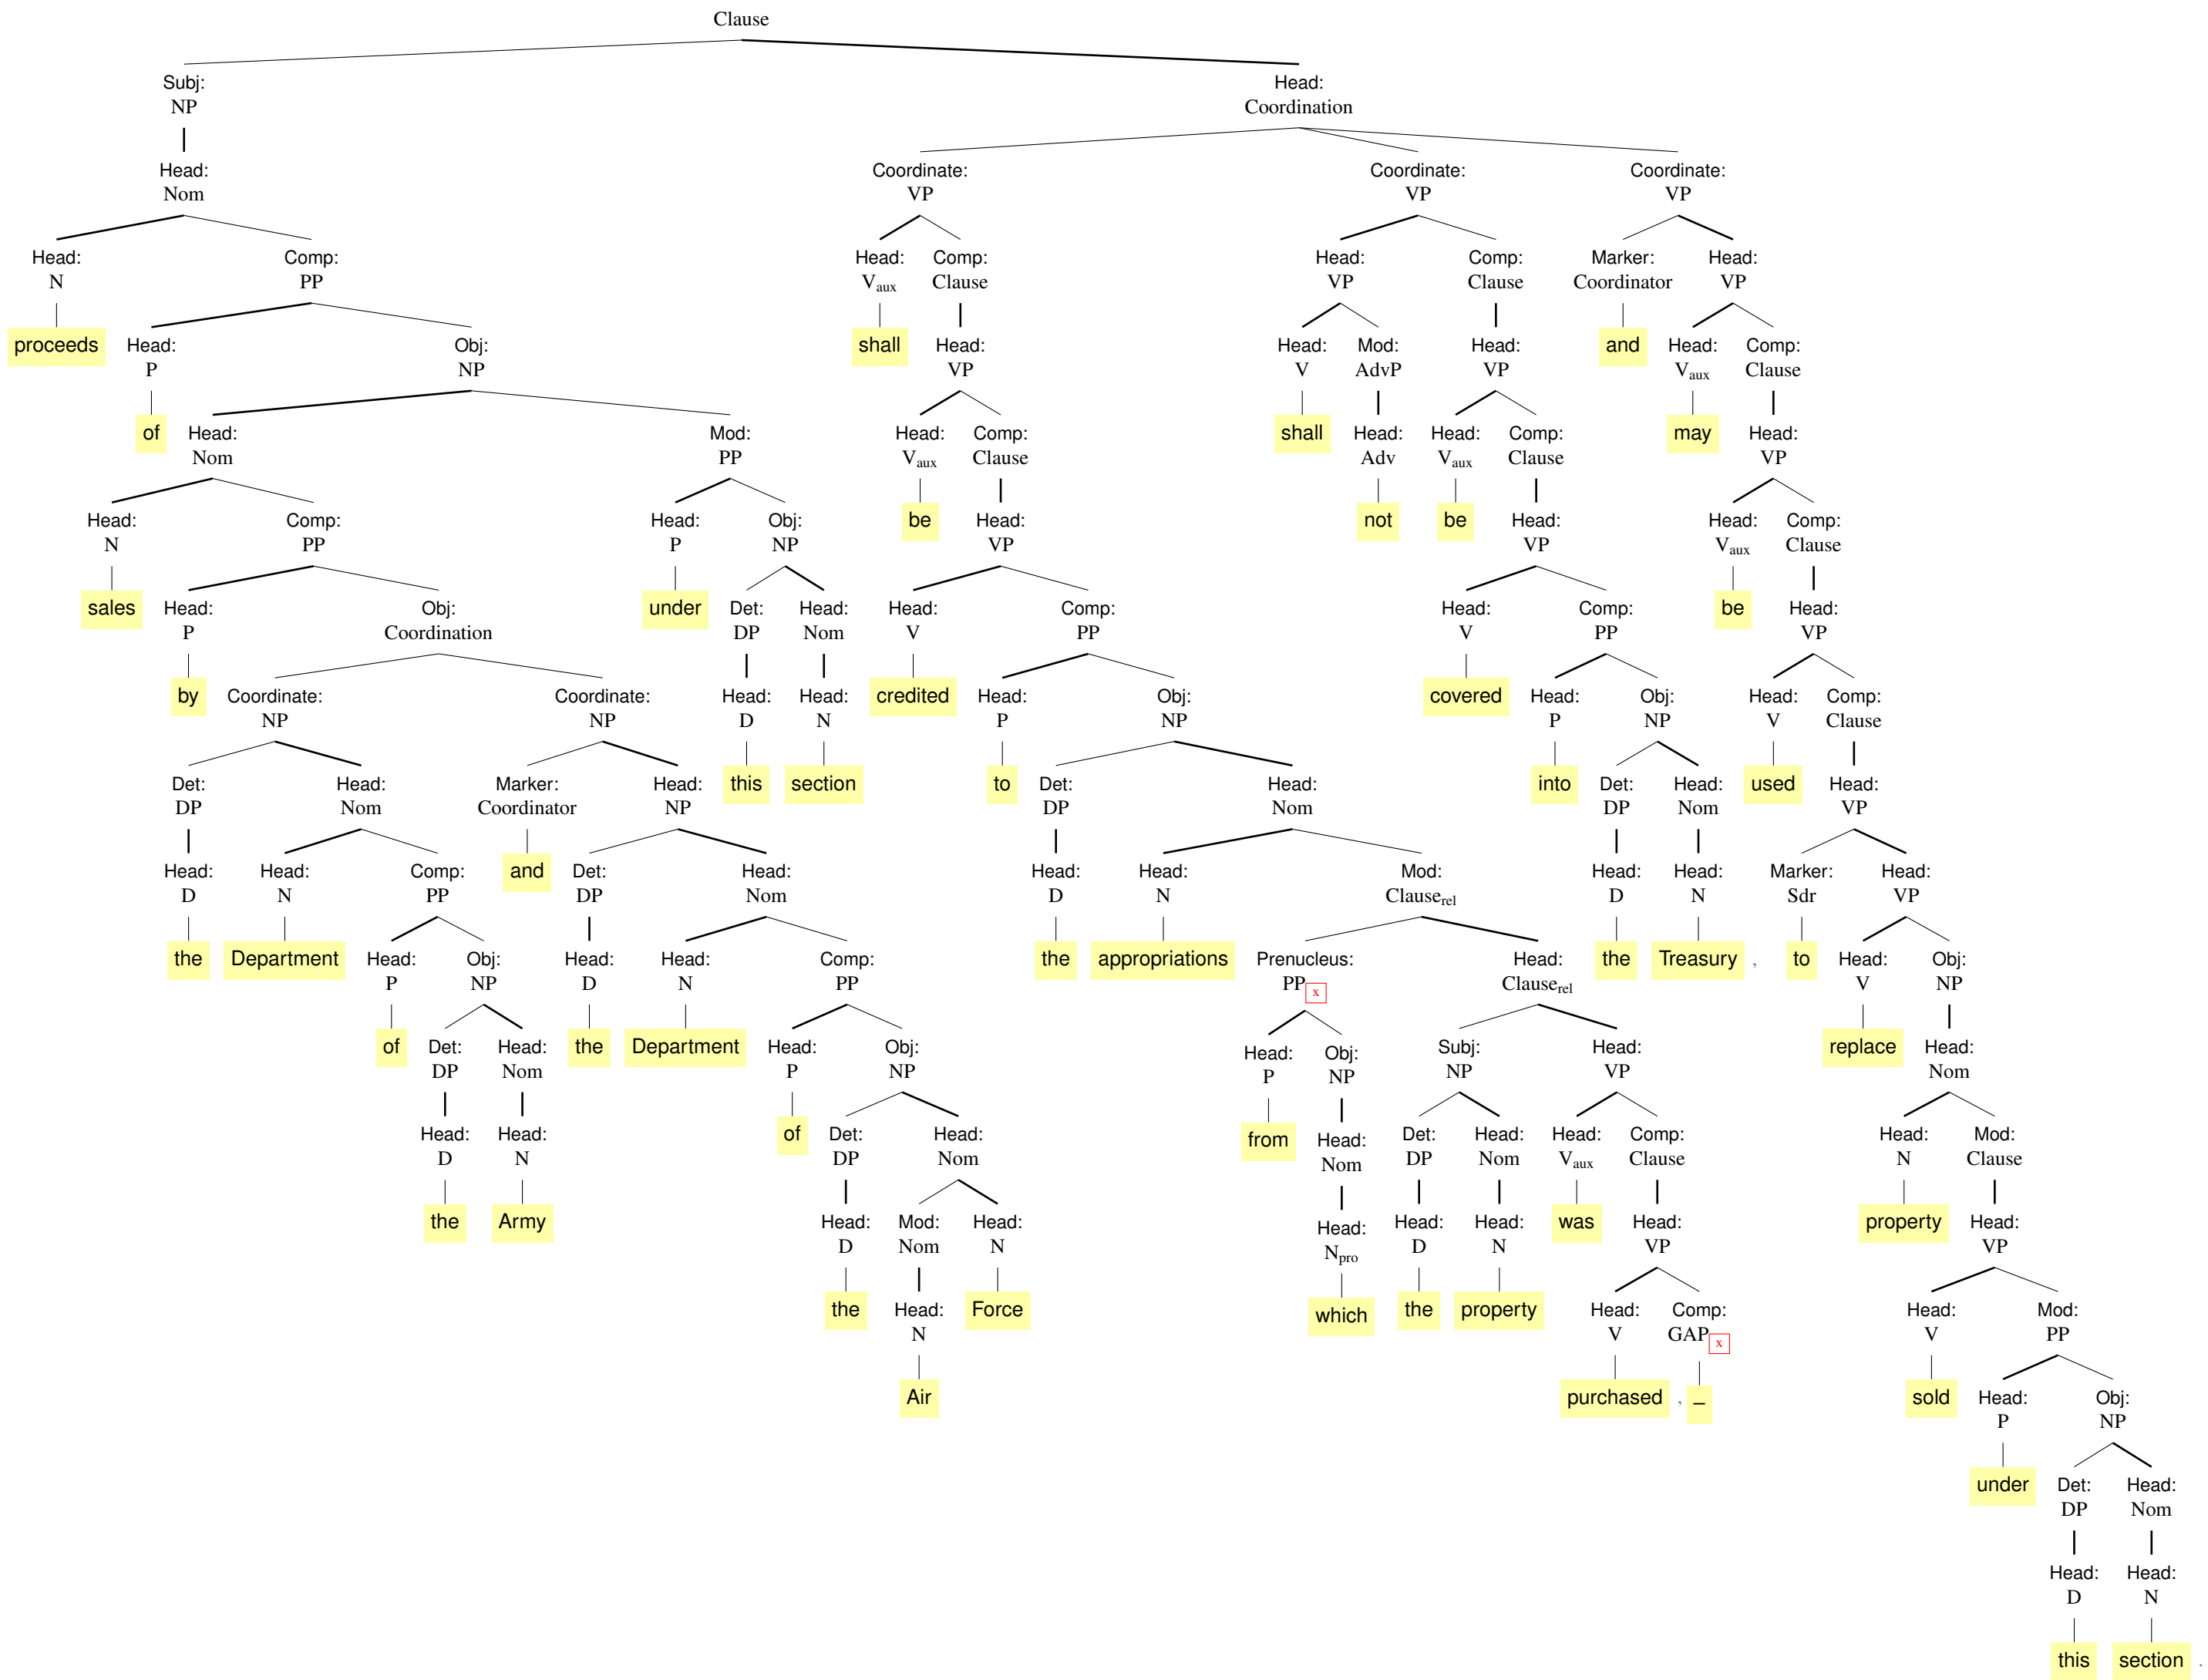 Clause
Subj: Head:
NP Coordination
Head: Coordinate: Coordinate: Coordinate:
Nom VP VP VP
Head: Comp: Head: Comp: Head: Comp: Marker: Head:
N PP Vaux Clause VP Clause Coordinator VP
proceeds Head: Obj: shall Head: Head: Mod: Head: and Head: Comp:
P NP VP V AdvP VP Vaux Clause
of Head: Mod: Head: Comp: shall Head: Head: Comp: may Head:
Nom PP Vaux Clause Adv Vaux Clause VP
Head: Comp: Head: Obj: be Head: not be Head: Head: Comp:
N PP P NP VP VP Vaux Clause
sales Head: Obj: under Det: Head: Head: Comp: Head: Comp: be Head:
P Coordination DP Nom V PP V PP VP
by Coordinate: Coordinate: Head: Head: credited Head: Obj: covered Head: Obj: Head: Comp:
NP NP D N P NP P NP V Clause
Det: Head: Marker: Head: this section to Det: Head: into Det: Head: used Head:
DP Nom Coordinator NP DP Nom DP Nom VP
Head: Head: Comp: and Det: Head: Head: Head: Mod: Head: Head: Marker: Head:
D N PP DP Nom D N Clauserel D N Sdr VP
the Department Head: Obj: Head: Head: Comp: the appropriations Prenucleus: Head: the Treasury , to Head: Obj:
P NP D N PP PP x Clauserel V NP
of Det: Head: the Department Head: Obj: Head: Obj: Subj: Head: replace Head:
DP Nom P NP P NP NP VP Nom
Head: Head: of Det: Head: from Head: Det: Head: Head: Comp: Head: Mod:
D N DP Nom Nom DP Nom Vaux Clause N Clause
the Army Head: Mod: Head: Head: Head: Head: was Head: property Head:
D Nom N Npro D N VP VP
the Head: Force which the property Head: Comp: Head: Mod:
N V GAP x V PP
Air purchased , – sold Head: Obj:
P NP
under Det: Head:
DP Nom
Head: Head:
D N
this section .